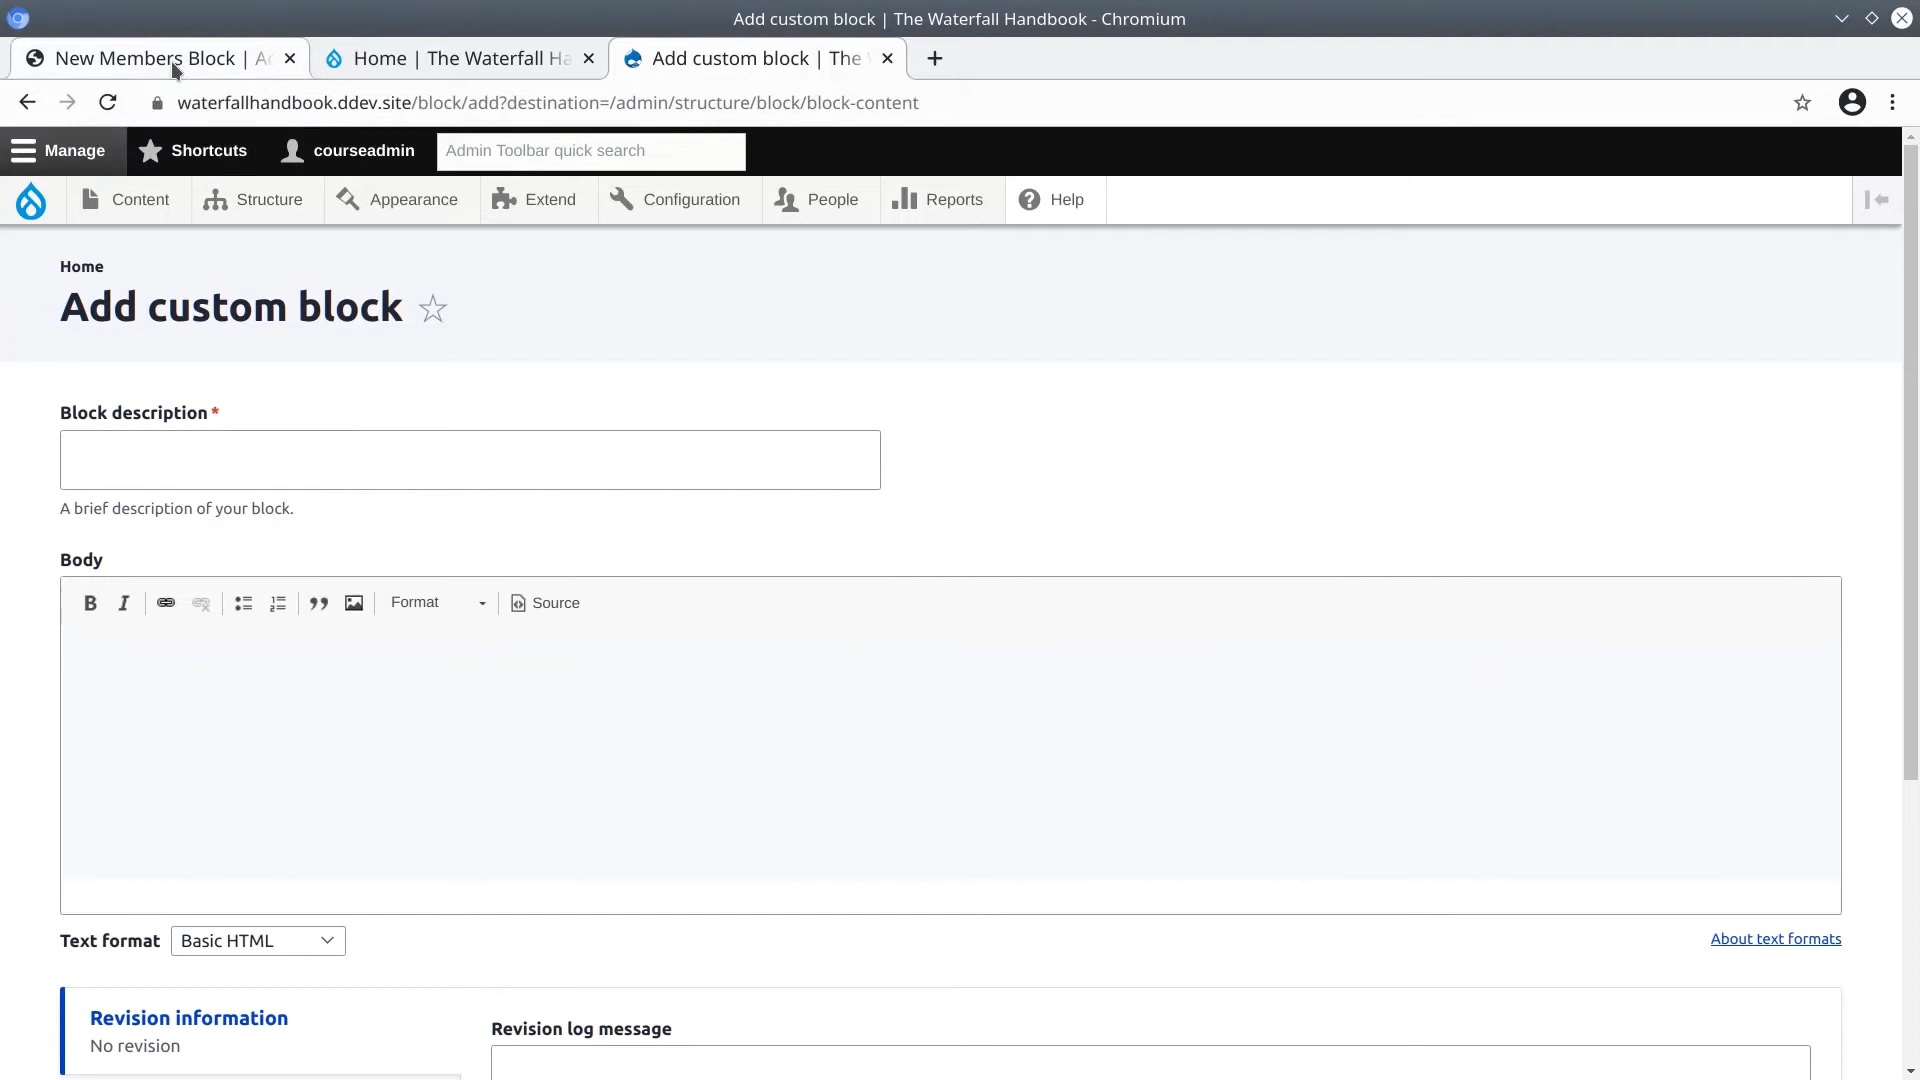 Add custom block | The Waterfall Handbook - Chromium
New Members Block | Ac
Home | The Waterfall Ha
Add custom block | The
waterfallhandbook.ddev.site/block/add?destination=/admin/structure/block/block-content
Manage
Shortcuts
courseadmin
Admin Toolbar quick search
Content
Structure
Appearance
Extend
Configuration
People
Reports
Help
Home
Add custom block
Block description*
A brief description of your block.
Body
B I
Format
Source
Text format
Basic HTML
About text formats
Revision information
No revision
Revision log message